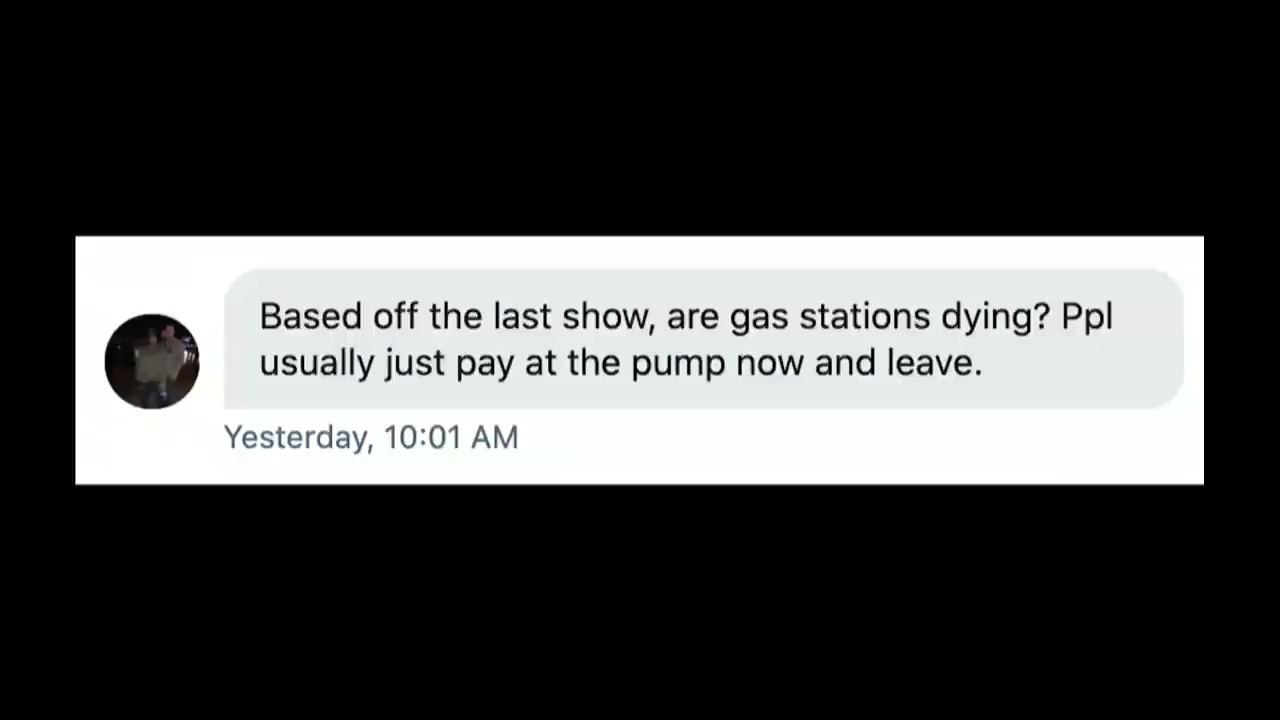 Based off the last show, are gas stations dying? Ppl
usually just pay at the pump now and leave.
Yesterday, 10:01 AM